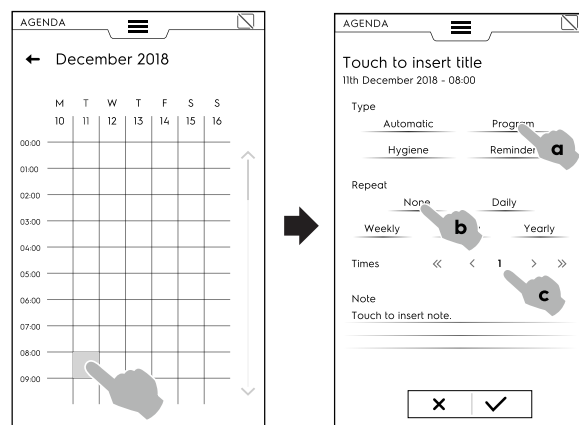 AGENDA
December 2018
M T W T F S S
10 11 12 13 14 15 16
00:00
01:00
02:00
03:00
04:00
05:00
06:00
07:00
08:00
09:00
AGENDA
Touch to insert title
11th December 2018 - 08:00
Type
Automatic Program
a
Hygiene Reminder
Repeat
None Daily
b
Weekly Yearly
Times « < 1 > »
c
Note
Touch to insert note.